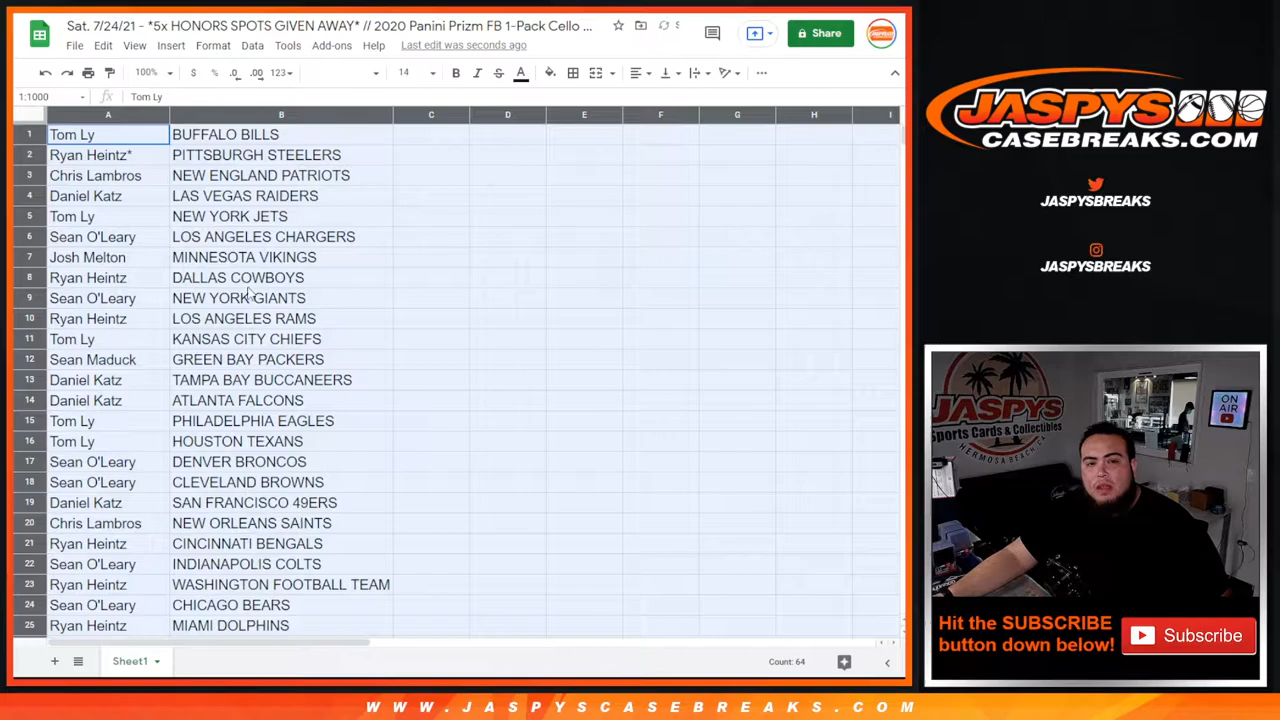 Sat. 7/24/21 - *5x HONORS SPOTS GIVEN AWAY* // 2020 Panini Prizm FB 1-Pack Cello ...
File Edit View Insert Format Data Tools Add-ons Help Last edit was seconds ago
Share
100% $ % .0 .00 123 14 B I S A
1:1000 fx Tom Ly
A B C D E F G H I
1 Tom Ly BUFFALO BILLS
2 Ryan Heintz* PITTSBURGH STEELERS
3 Chris Lambros NEW ENGLAND PATRIOTS
4 Daniel Katz LAS VEGAS RAIDERS
5 Tom Ly NEW YORK JETS
6 Sean O'Leary LOS ANGELES CHARGERS
7 Josh Melton MINNESOTA VIKINGS
8 Ryan Heintz DALLAS COWBOYS
9 Sean O'Leary NEW YORK GIANTS
10 Ryan Heintz LOS ANGELES RAMS
11 Tom Ly KANSAS CITY CHIEFS
12 Sean Maduck GREEN BAY PACKERS
13 Daniel Katz TAMPA BAY BUCCANEERS
14 Daniel Katz ATLANTA FALCONS
15 Tom Ly PHILADELPHIA EAGLES
16 Tom Ly HOUSTON TEXANS
17 Sean O'Leary DENVER BRONCOS
18 Sean O'Leary CLEVELAND BROWNS
19 Daniel Katz SAN FRANCISCO 49ERS
20 Chris Lambros NEW ORLEANS SAINTS
21 Ryan Heintz CINCINNATI BENGALS
22 Sean O'Leary INDIANAPOLIS COLTS
23 Ryan Heintz WASHINGTON FOOTBALL TEAM
24 Sean O'Leary CHICAGO BEARS
25 Ryan Heintz MIAMI DOLPHINS
Sheet1
Count: 64
JASPYS
CASEBREAKS.COM
JASPYSBREAKS
JASPYSBREAKS
JASPYS
Sports Cards & Collectibles
HERMOSA BEACH, CA
ON AIR
Hit the SUBSCRIBE
button down below!
Subscribe
WWW.JASPYSCASEBREAKS.COM